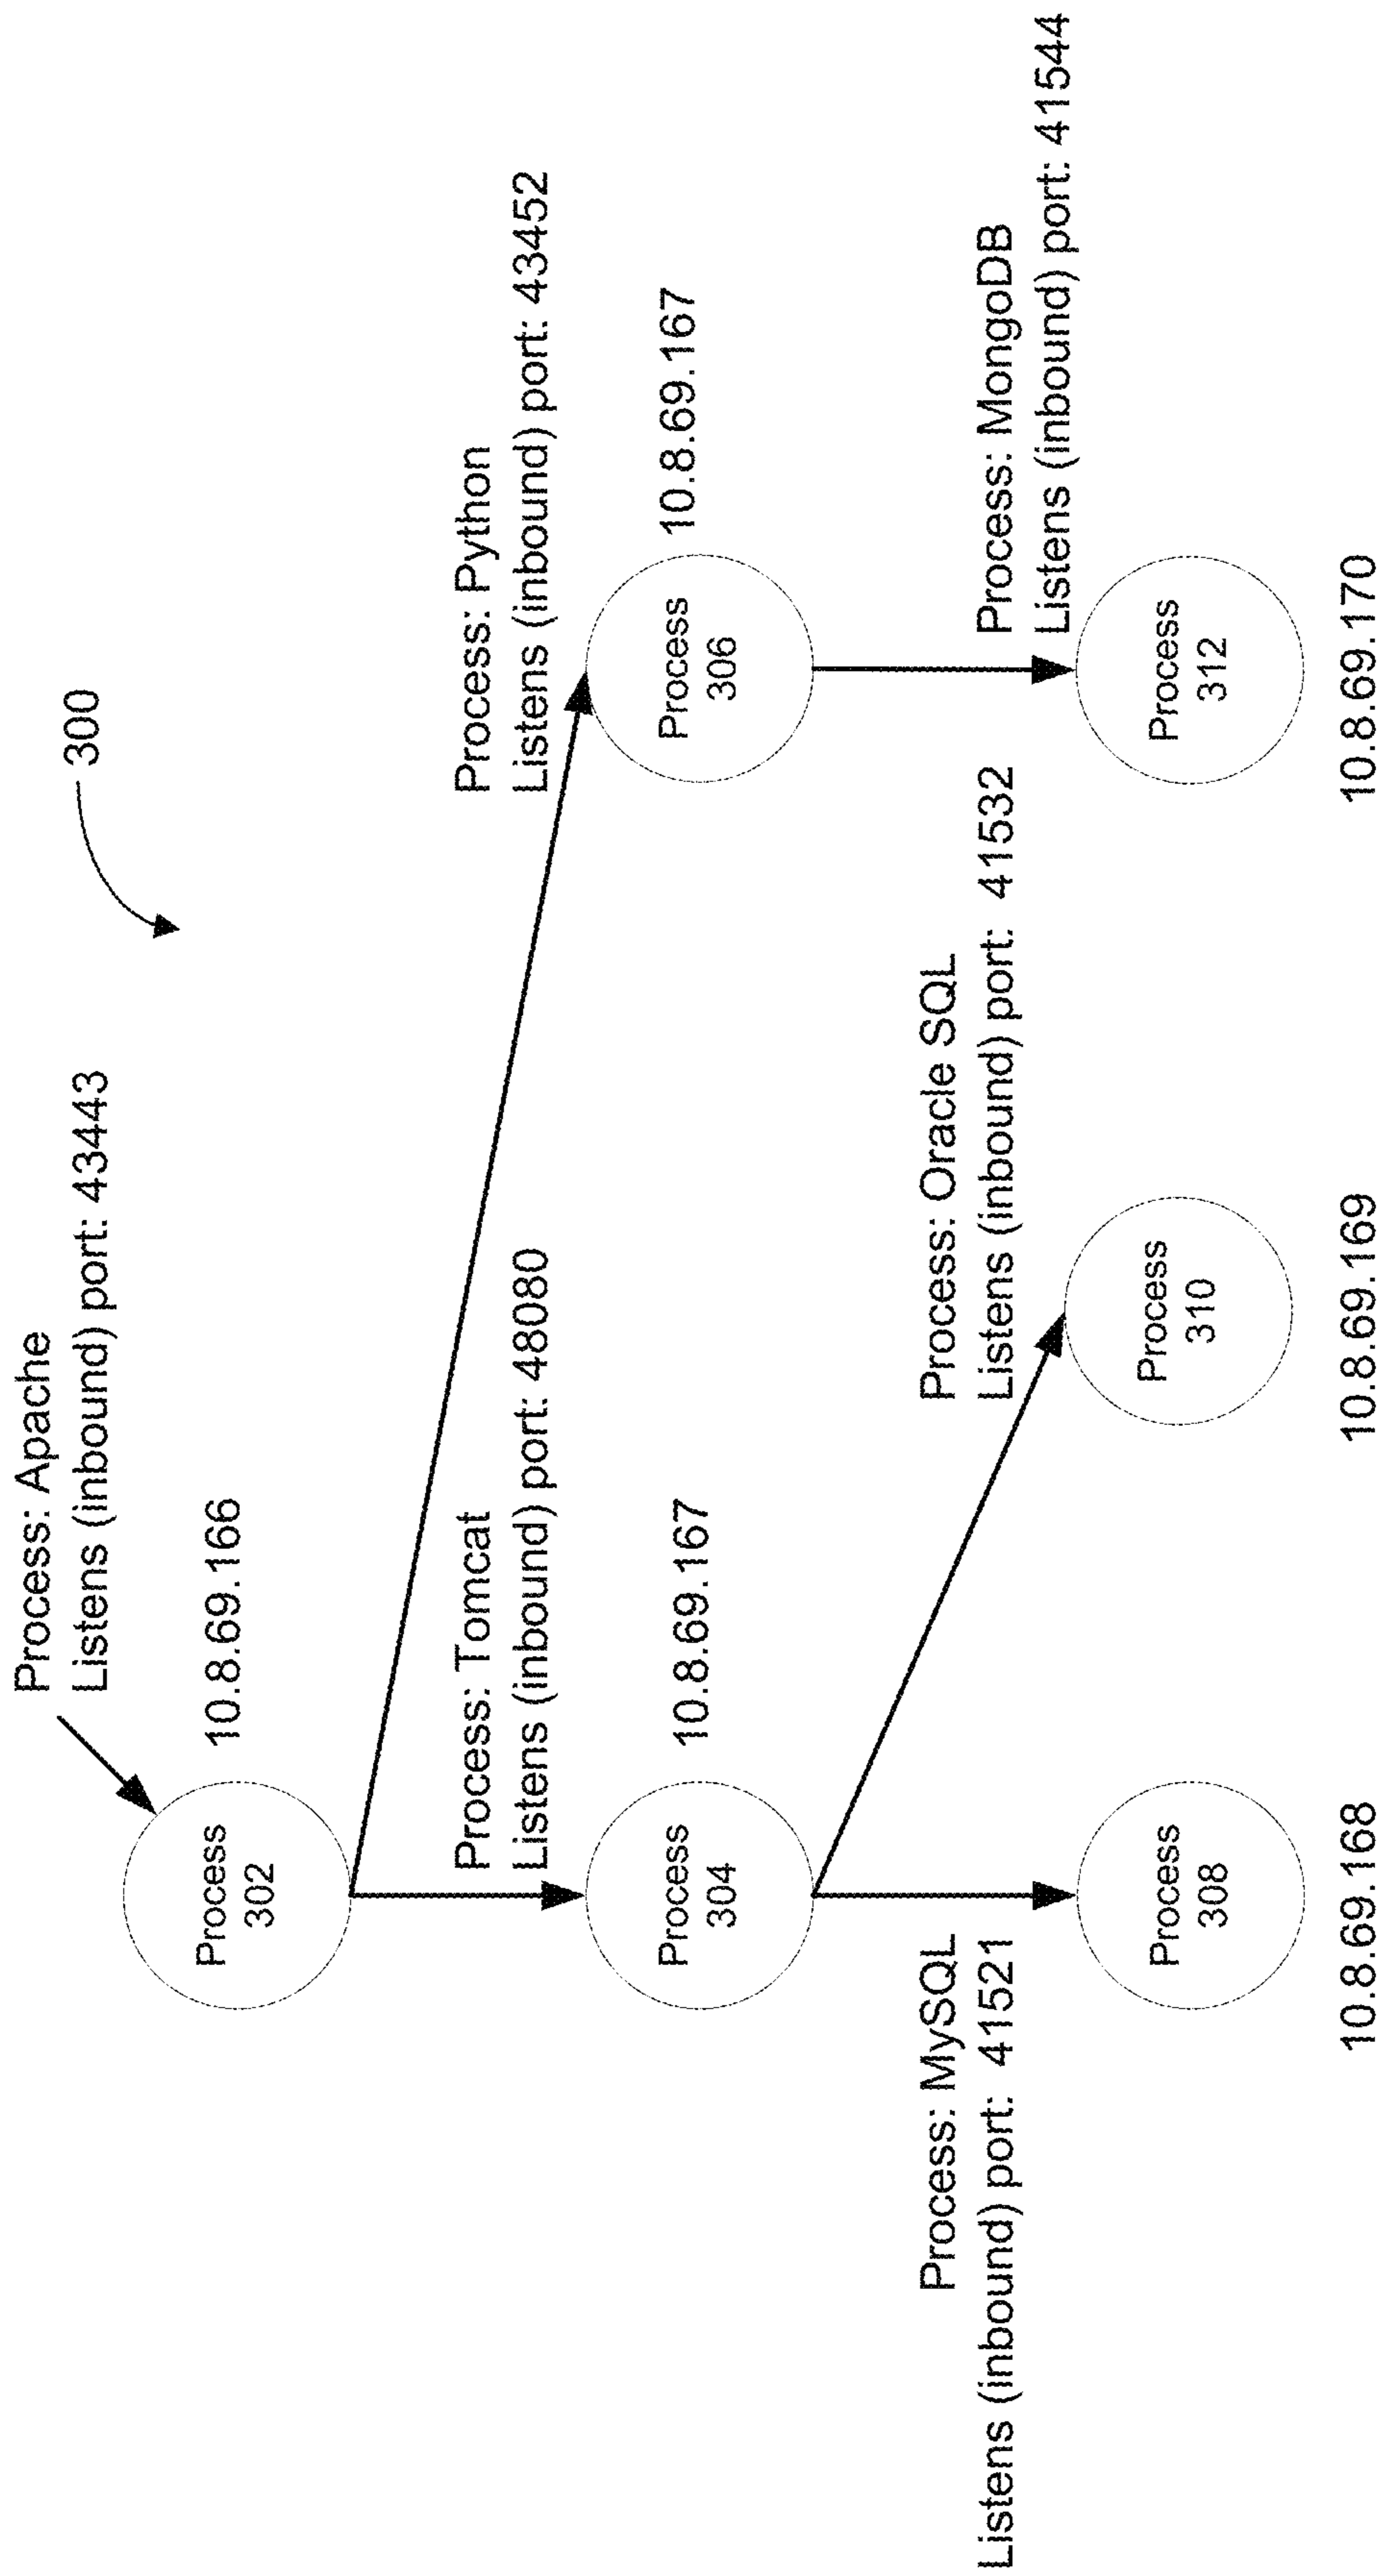 300
Process: Apache
Listens (inbound) port: 43443
Process
302
10.8.69.166
Process: Tomcat
Listens (inbound) port: 48080
Process
304
10.8.69.167
Process: Python
Listens (inbound) port: 43452
Process
306
10.8.69.167
Process: MySQL
Listens (inbound) port: 41521
Process
308
10.8.69.168
Process: Oracle SQL
Listens (inbound) port: 41532
Process
310
10.8.69.169
Process: MongoDB
Listens (inbound) port: 41544
Process
312
10.8.69.170